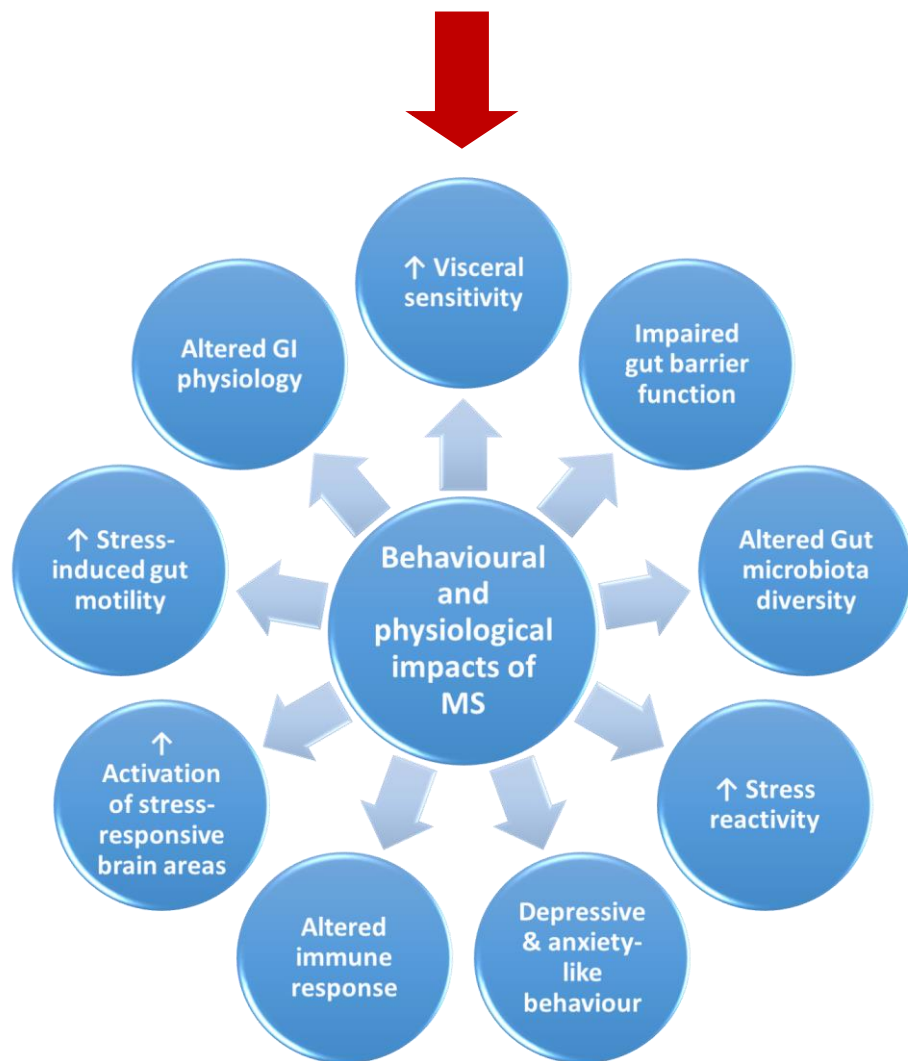 ↑ Visceral
sensitivity
Impaired
gut barrier
function
Altered Gut
microbiota
diversity
↑ Stress
reactivity
Depressive
& anxiety-
like
behaviour
Altered
immune
response
↑
Activation
of stress-
responsive
brain areas
↑ Stress-
induced gut
motility
Altered GI
physiology
Behavioural
and
physiological
impacts of
MS